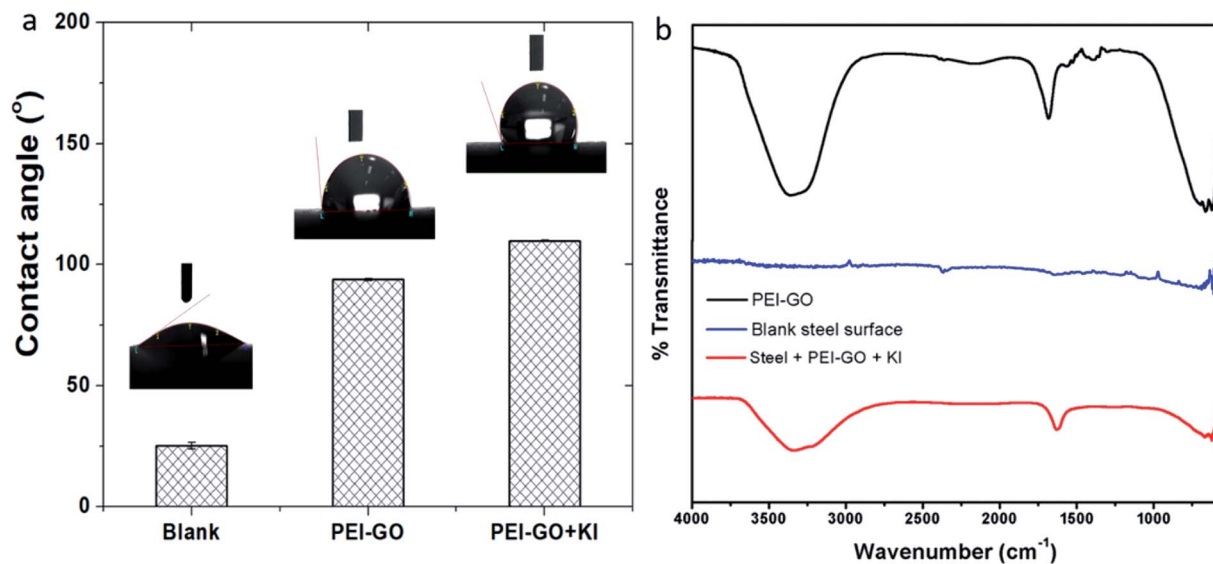 a
Contact angle (°)
200
150
100
50
0
Blank
PEI-GO
PEI-GO+KI
b
% Transmittance
PEI-GO
Blank steel surface
Steel + PEI-GO + KI
4000
3500
3000
2500
2000
1500
1000
Wavenumber (cm⁻¹)